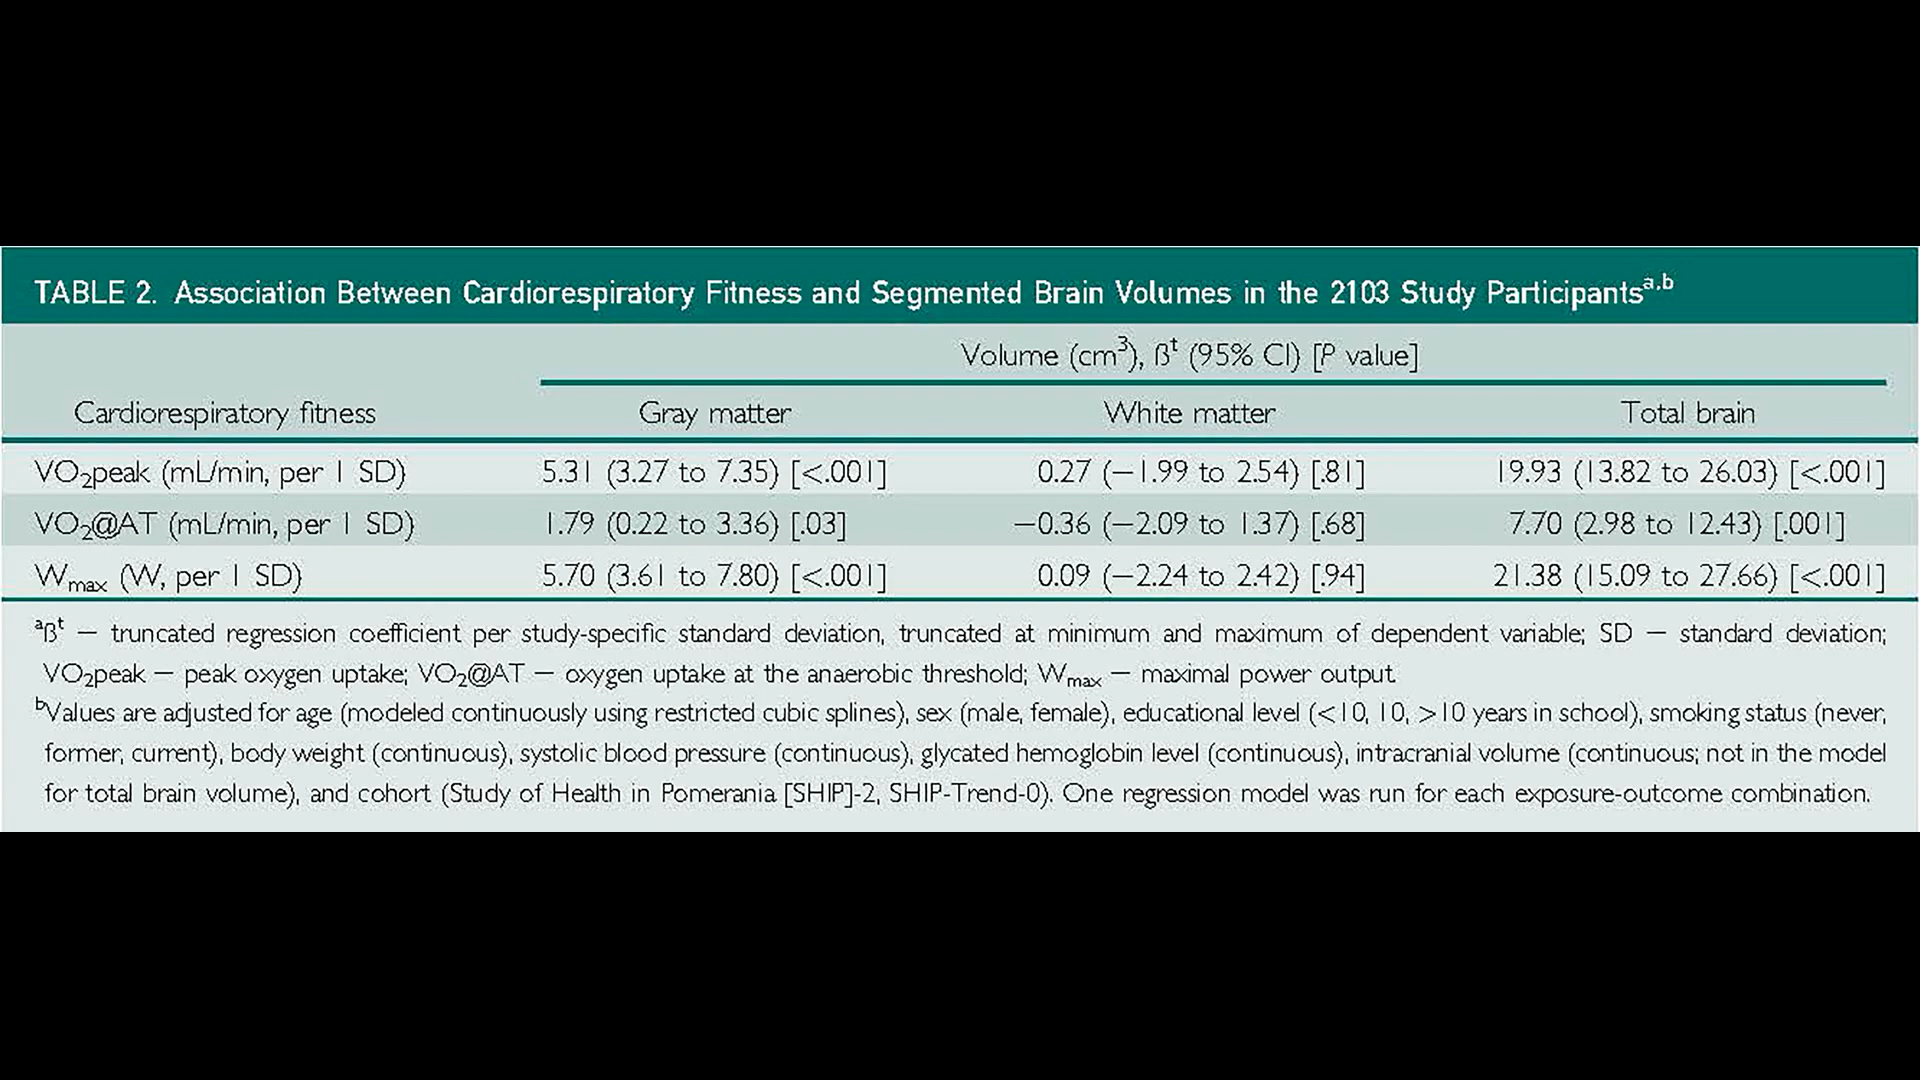 TABLE 2. Association Between Cardiorespiratory Fitness and Segmented Brain Volumes in the 2103 Study Participantsa,b
Volume (cm3), βt (95% CI) [P value]
Cardiorespiratory fitness Gray matter White matter Total brain
VO2peak (mL/min, per 1 SD) 5.31 (3.27 to 7.35) [<.001] 0.27 (−1.99 to 2.54) [.81] 19.93 (13.82 to 26.03) [<.001]
VO2@AT (mL/min, per 1 SD) 1.79 (0.22 to 3.36) [.03] −0.36 (−2.09 to 1.37) [.68] 7.70 (2.98 to 12.43) [.001]
Wmax (W, per 1 SD) 5.70 (3.61 to 7.80) [<.001] 0.09 (−2.24 to 2.42) [.94] 21.38 (15.09 to 27.66) [<.001]
aβt — truncated regression coefficient per study-specific standard deviation, truncated at minimum and maximum of dependent variable; SD — standard deviation;
VO2peak — peak oxygen uptake; VO2@AT — oxygen uptake at the anaerobic threshold; Wmax — maximal power output.
bValues are adjusted for age (modeled continuously using restricted cubic splines), sex (male, female), educational level (<10, 10, >10 years in school), smoking status (never,
former, current), body weight (continuous), systolic blood pressure (continuous), glycated hemoglobin level (continuous), intracranial volume (continuous; not in the model
for total brain volume), and cohort (Study of Health in Pomerania [SHIP]-2, SHIP-Trend-0). One regression model was run for each exposure-outcome combination.